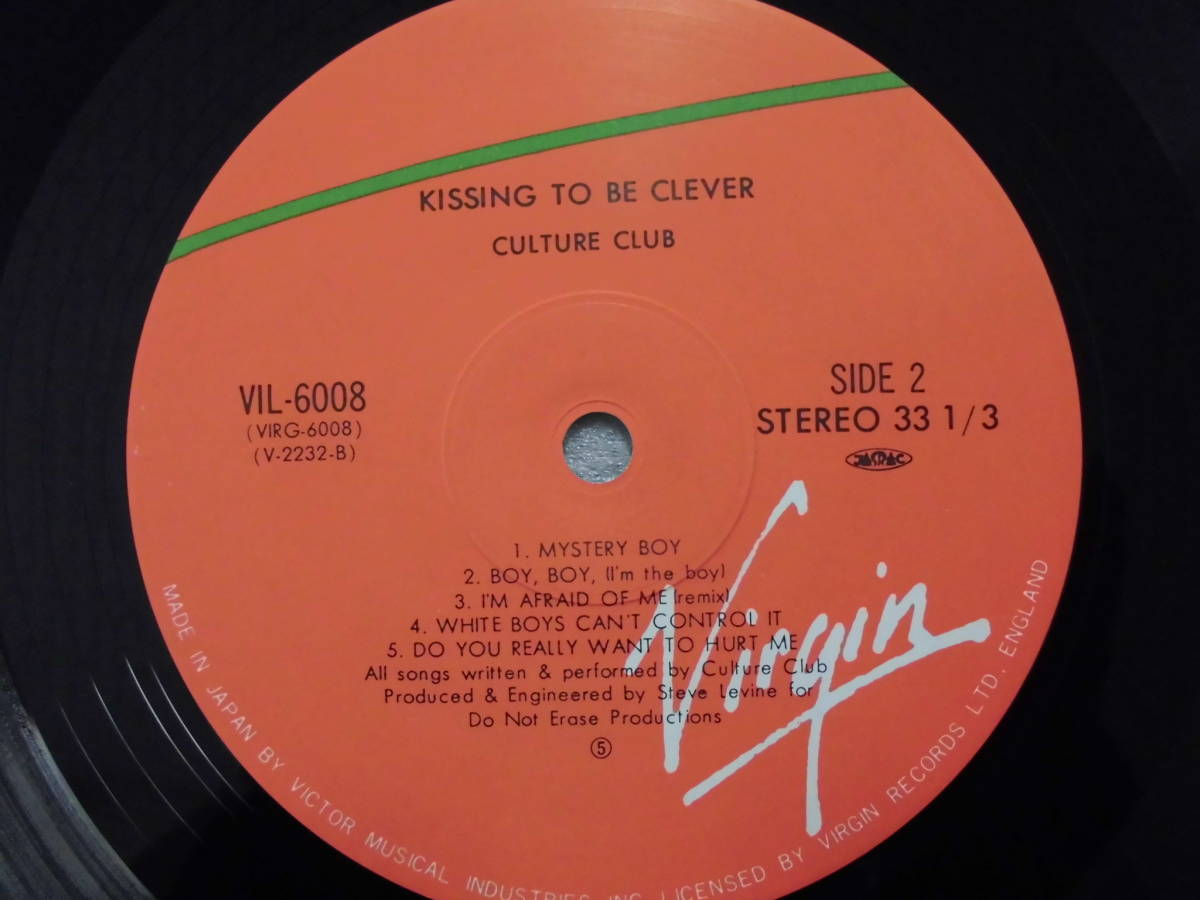 KISSING TO BE CLEVER
CULTURE CLUB
VIL-6008
(VIRG-6008)
(V-2232-B)
SIDE 2
STEREO 33 1/3
JASRAC
1. MYSTERY BOY
2. BOY, BOY, (I'm the boy)
3. I'M AFRAID OF ME (remix)
4. WHITE BOYS CAN'T CONTROL IT
5. DO YOU REALLY WANT TO HURT ME
All songs written & performed by Culture Club
Produced & Engineered by Steve Levine for
Do Not Erase Productions
⑤
Virgin
MADE IN JAPAN BY VICTOR MUSICAL INDUSTRIES, INC. LICENSED BY VIRGIN RECORDS LTD., ENGLAND